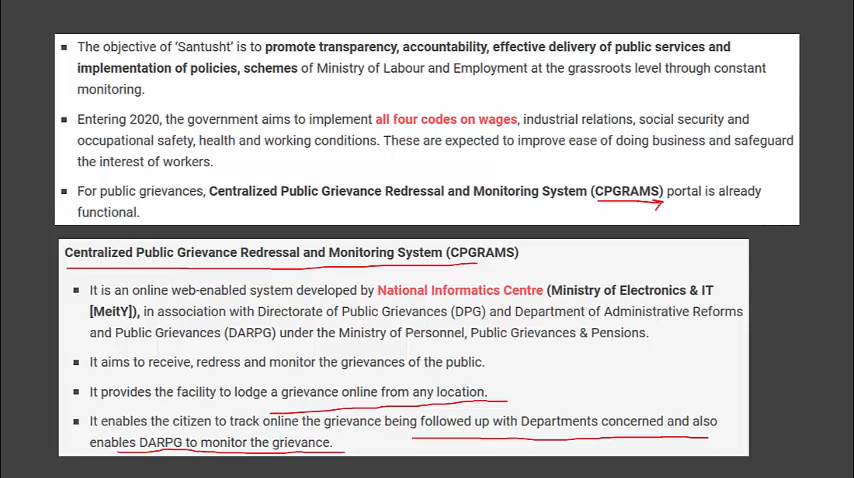 ▪ The objective of ‘Santusht’ is to promote transparency, accountability, effective delivery of public services and
implementation of policies, schemes of Ministry of Labour and Employment at the grassroots level through constant
monitoring.
▪ Entering 2020, the government aims to implement all four codes on wages, industrial relations, social security and
occupational safety, health and working conditions. These are expected to improve ease of doing business and safeguard
the interest of workers.
▪ For public grievances, Centralized Public Grievance Redressal and Monitoring System (CPGRAMS) portal is already
functional.
Centralized Public Grievance Redressal and Monitoring System (CPGRAMS)
▪ It is an online web-enabled system developed by National Informatics Centre (Ministry of Electronics & IT
[MeitY]), in association with Directorate of Public Grievances (DPG) and Department of Administrative Reforms
and Public Grievances (DARPG) under the Ministry of Personnel, Public Grievances & Pensions.
▪ It aims to receive, redress and monitor the grievances of the public.
▪ It provides the facility to lodge a grievance online from any location.
▪ It enables the citizen to track online the grievance being followed up with Departments concerned and also
enables DARPG to monitor the grievance.